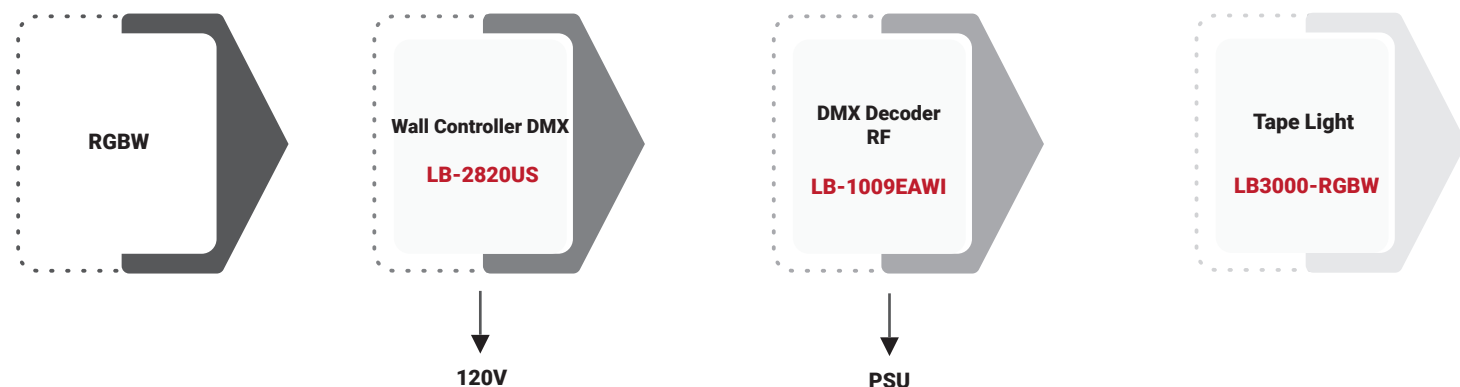 RGBW
Wall Controller DMX
LB-2820US
120V
DMX Decoder
RF
LB-1009EAWI
PSU
Tape Light
LB3000-RGBW